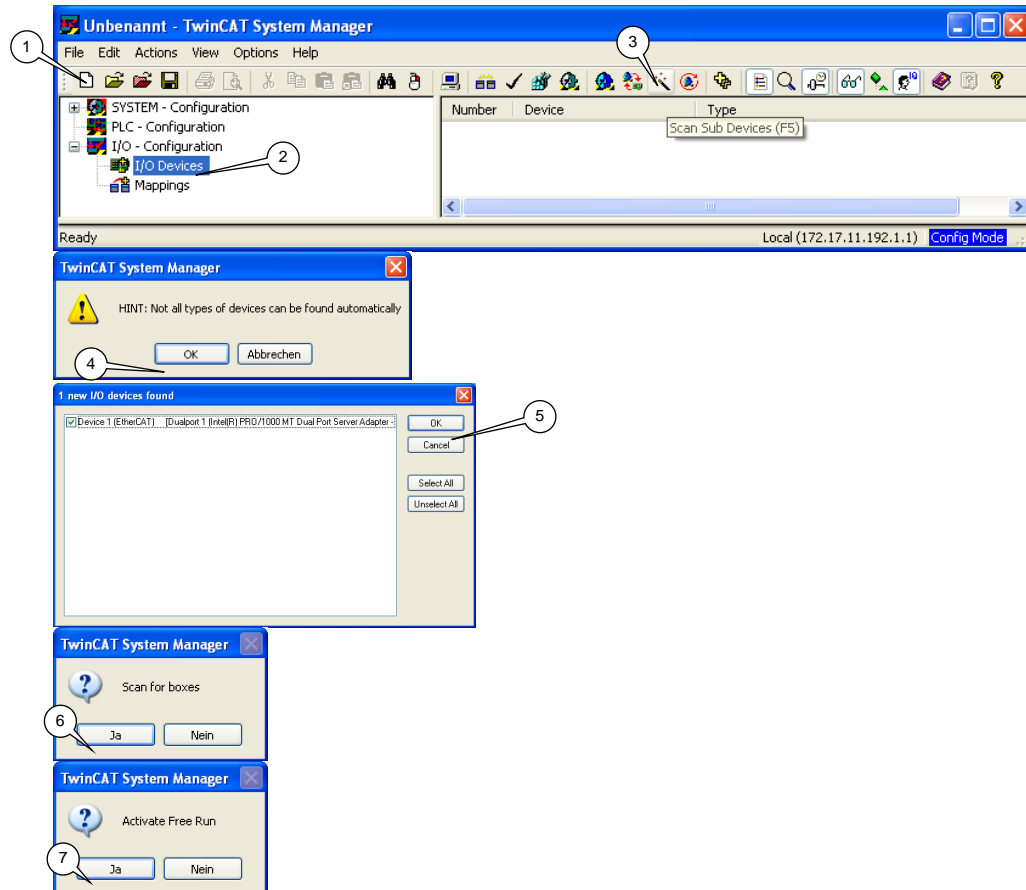 Unbenannt - TwinCAT System Manager
1
File Edit Actions View Options Help
3
SYSTEM - Configuration
PLC - Configuration
I/O - Configuration
I/O Devices
Mappings
2
Number Device Type
Scan Sub Devices (F5)
Ready
Local (172.17.11.192.1.1) Config Mode
TwinCAT System Manager
HINT: Not all types of devices can be found automatically
OK Abbrechen
4
1 new I/O devices found
Device 1 (EtherCAT) [Dualport 1 (Intel(R) PRO/1000 MT Dual Port Server Adapter -
OK
5
Cancel
Select All
Unselect All
TwinCAT System Manager
Scan for boxes
6
Ja Nein
TwinCAT System Manager
Activate Free Run
7
Ja Nein